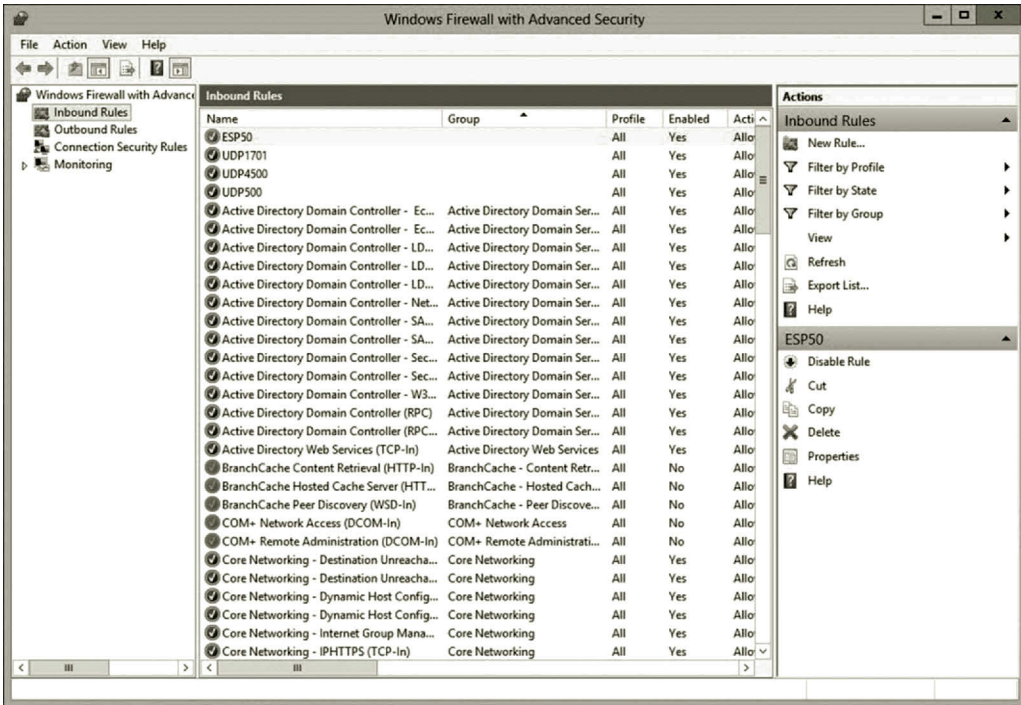 Windows Firewall with Advanced Security
File Action View Help
Windows Firewall with Advance
Inbound Rules
Outbound Rules
Connection Security Rules
Monitoring
Inbound Rules
Name Group Profile Enabled Acti
ESP50 All Yes Allo
UDP1701 All Yes Allo
UDP4500 All Yes Allo
UDP500 All Yes Allo
Active Directory Domain Controller - Ec... Active Directory Domain Ser... All Yes Allo
Active Directory Domain Controller - Ec... Active Directory Domain Ser... All Yes Allo
Active Directory Domain Controller - LD... Active Directory Domain Ser... All Yes Allo
Active Directory Domain Controller - LD... Active Directory Domain Ser... All Yes Allo
Active Directory Domain Controller - LD... Active Directory Domain Ser... All Yes Allo
Active Directory Domain Controller - Net... Active Directory Domain Ser... All Yes Allo
Active Directory Domain Controller - SA... Active Directory Domain Ser... All Yes Allo
Active Directory Domain Controller - SA... Active Directory Domain Ser... All Yes Allo
Active Directory Domain Controller - Sec... Active Directory Domain Ser... All Yes Allo
Active Directory Domain Controller - Sec... Active Directory Domain Ser... All Yes Allo
Active Directory Domain Controller - W3... Active Directory Domain Ser... All Yes Allo
Active Directory Domain Controller (RPC) Active Directory Domain Ser... All Yes Allo
Active Directory Domain Controller (RPC... Active Directory Domain Ser... All Yes Allo
Active Directory Web Services (TCP-In) Active Directory Web Services All Yes Allo
BranchCache Content Retrieval (HTTP-In) BranchCache - Content Retr... All No Allo
BranchCache Hosted Cache Server (HTT... BranchCache - Hosted Cach... All No Allo
BranchCache Peer Discovery (WSD-In) BranchCache - Peer Discove... All No Allo
COM+ Network Access (DCOM-In) COM+ Network Access All No Allo
COM+ Remote Administration (DCOM-In) COM+ Remote Administrati... All No Allo
Core Networking - Destination Unreacha... Core Networking All Yes Allo
Core Networking - Destination Unreacha... Core Networking All Yes Allo
Core Networking - Dynamic Host Config... Core Networking All Yes Allo
Core Networking - Dynamic Host Config... Core Networking All Yes Allo
Core Networking - Internet Group Mana... Core Networking All Yes Allo
Core Networking - IPHTTPS (TCP-In) Core Networking All Yes Allo
Actions
Inbound Rules
New Rule...
Filter by Profile
Filter by State
Filter by Group
View
Refresh
Export List...
Help
ESP50
Disable Rule
Cut
Copy
Delete
Properties
Help